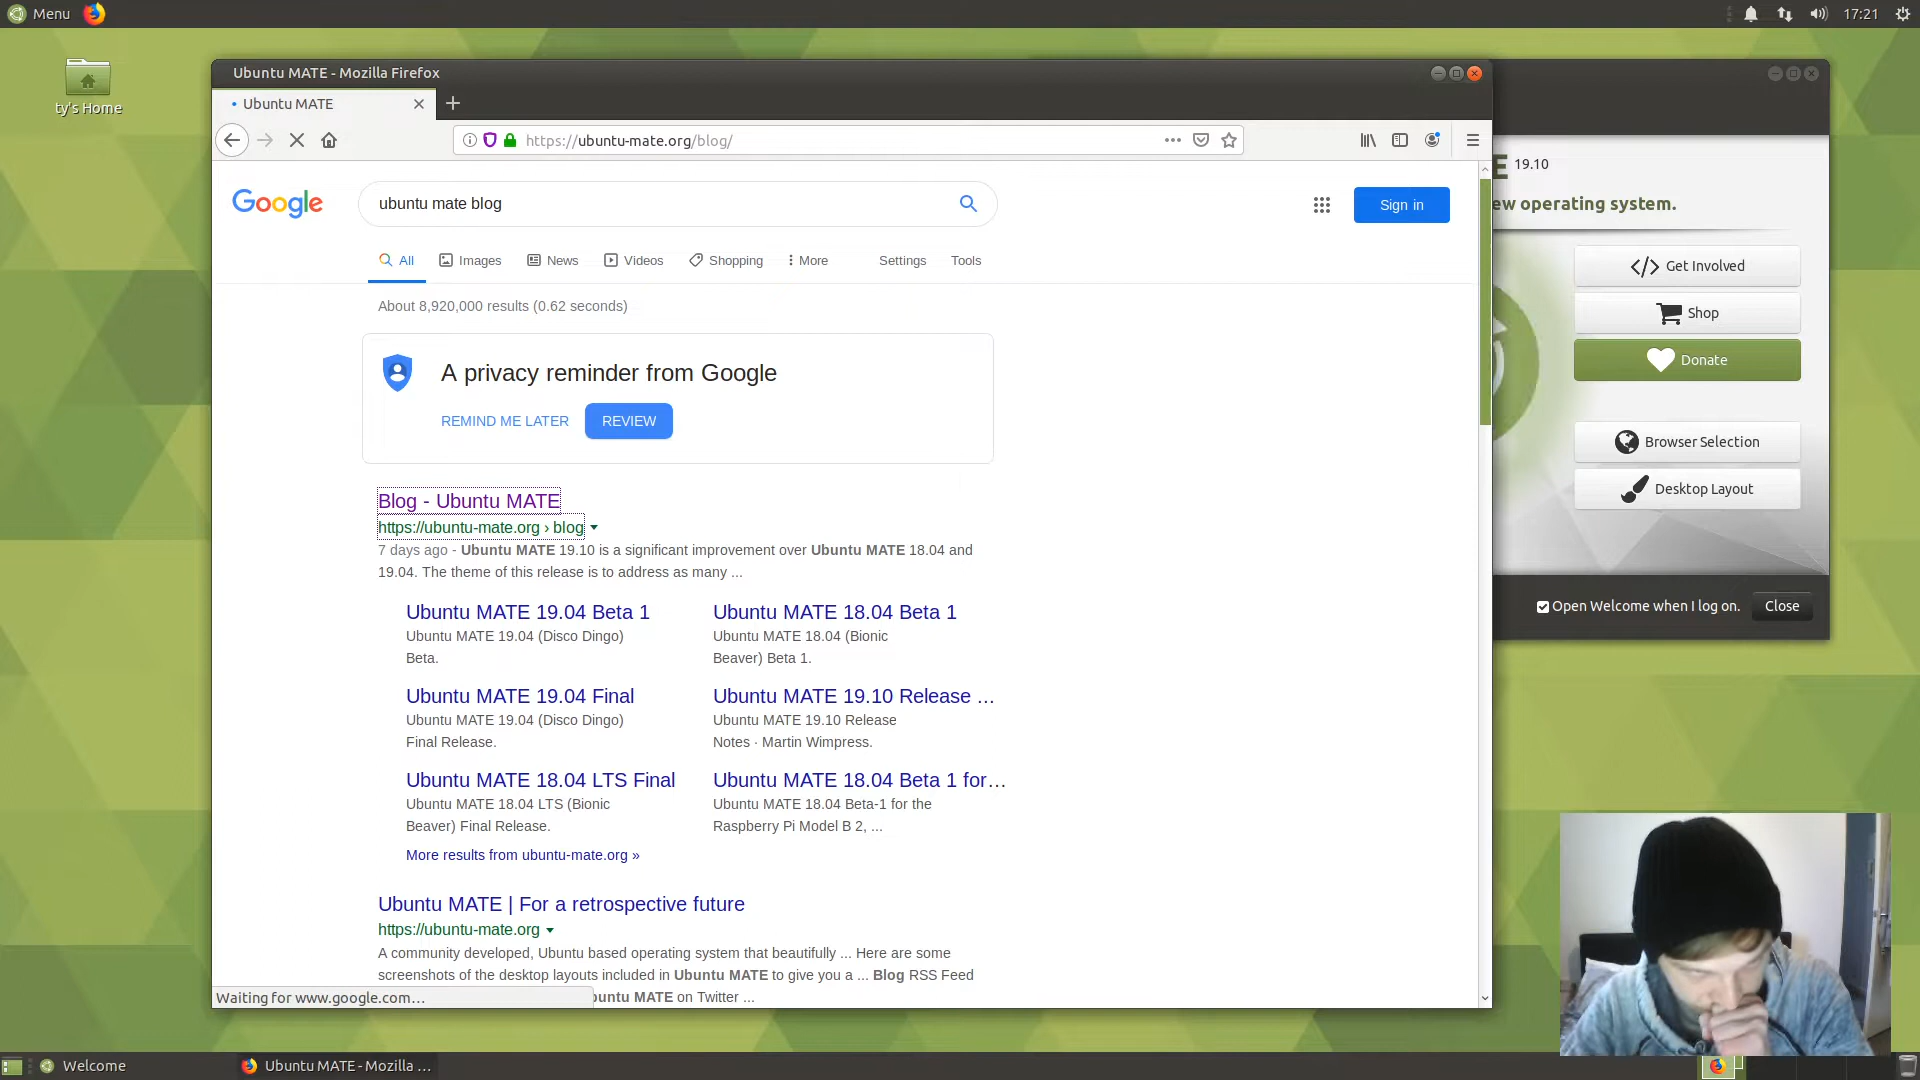 Menu
17:21
ty's Home
Ubuntu MATE - Mozilla Firefox
Ubuntu MATE
https://ubuntu-mate.org/blog/
Google
ubuntu mate blog
Sign in
All
Images
News
Videos
Shopping
More
Settings
Tools
About 8,920,000 results (0.62 seconds)
A privacy reminder from Google
REMIND ME LATER
REVIEW
Blog - Ubuntu MATE
https://ubuntu-mate.org › blog
7 days ago - Ubuntu MATE 19.10 is a significant improvement over Ubuntu MATE 18.04 and
19.04. The theme of this release is to address as many ...
Ubuntu MATE 19.04 Beta 1
Ubuntu MATE 19.04 (Disco Dingo)
Beta.
Ubuntu MATE 18.04 Beta 1
Ubuntu MATE 18.04 (Bionic
Beaver) Beta 1.
Ubuntu MATE 19.04 Final
Ubuntu MATE 19.04 (Disco Dingo)
Final Release.
Ubuntu MATE 19.10 Release ...
Ubuntu MATE 19.10 Release
Notes · Martin Wimpress.
Ubuntu MATE 18.04 LTS Final
Ubuntu MATE 18.04 LTS (Bionic
Beaver) Final Release.
Ubuntu MATE 18.04 Beta 1 for...
Ubuntu MATE 18.04 Beta-1 for the
Raspberry Pi Model B 2, ...
More results from ubuntu-mate.org »
Ubuntu MATE | For a retrospective future
https://ubuntu-mate.org
A community developed, Ubuntu based operating system that beautifully ... Here are some
screenshots of the desktop layouts included in Ubuntu MATE to give you a ... Blog RSS Feed
buntu MATE on Twitter ...
Waiting for www.google.com…
E 19.10
ew operating system.
Get Involved
Shop
Donate
Browser Selection
Desktop Layout
Open Welcome when I log on.
Close
Welcome
Ubuntu MATE - Mozilla ...